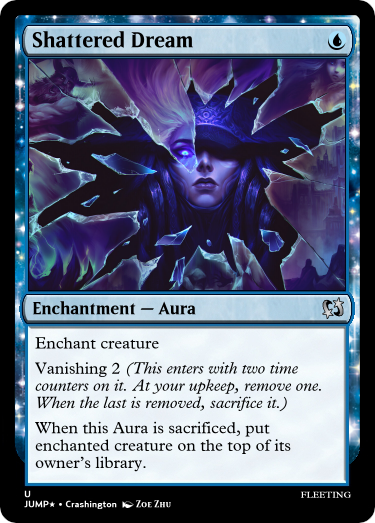 Shattered Dream
Enchantment — Aura
Enchant creature
Vanishing 2 (This enters with two time
counters on it. At your upkeep, remove one.
When the last is removed, sacrifice it.)
When this Aura is sacrificed, put
enchanted creature on the top of its
owner's library.
U
JUMP★ • Crashington Zoe Zhu
FLEETING